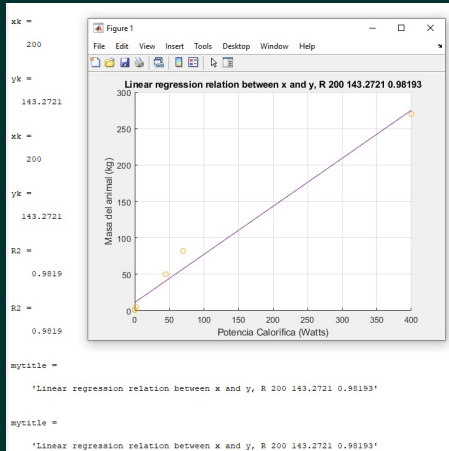 xk =
200
yk =
143.2721
xk =
200
yk =
143.2721
R2 =
0.9819
R2 =
0.9819
mytitle =
'Linear regression relation between x and y, R 200 143.2721 0.98193'
mytitle =
'Linear regression relation between x and y, R 200 143.2721 0.98193'
Figure 1
File Edit View Insert Tools Desktop Window Help
Linear regression relation between x and y, R 200 143.2721 0.98193
300
250
200
150
100
50
0
Masa del animal (kg)
0 50 100 150 200 250 300 350 400
Potencia Calorífica (Watts)